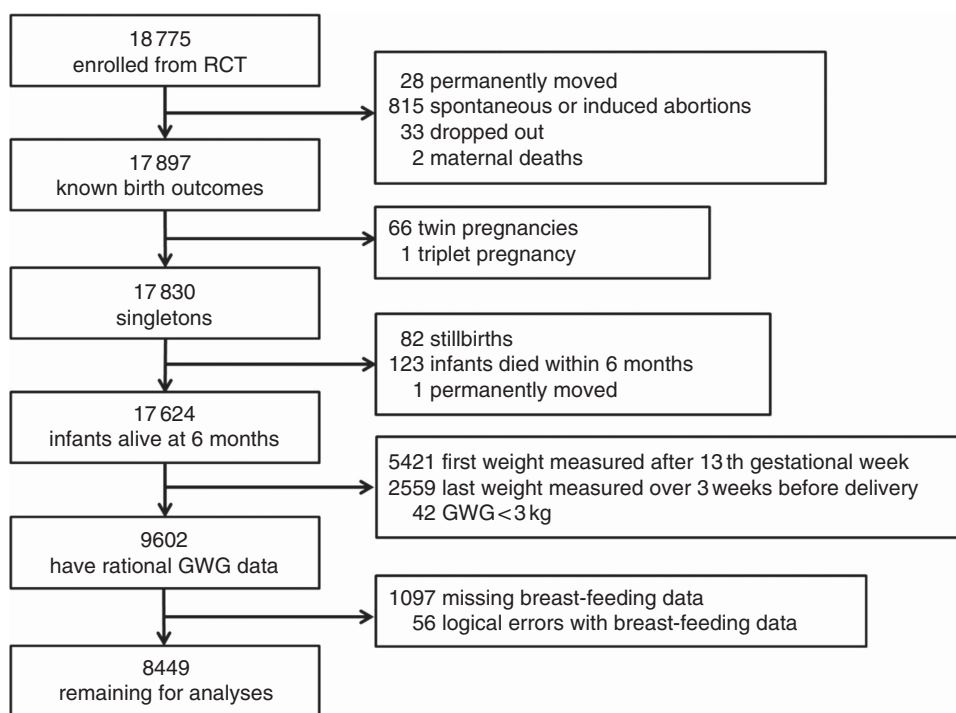 18 775
enrolled from RCT
28 permanently moved
815 spontaneous or induced abortions
33 dropped out
2 maternal deaths
17 897
known birth outcomes
66 twin pregnancies
1 triplet pregnancy
17 830
singletons
82 stillbirths
123 infants died within 6 months
1 permanently moved
17 624
infants alive at 6 months
5421 first weight measured after 13 th gestational week
2559 last weight measured over 3 weeks before delivery
42 GWG < 3 kg
9602
have rational GWG data
1097 missing breast-feeding data
56 logical errors with breast-feeding data
8449
remaining for analyses